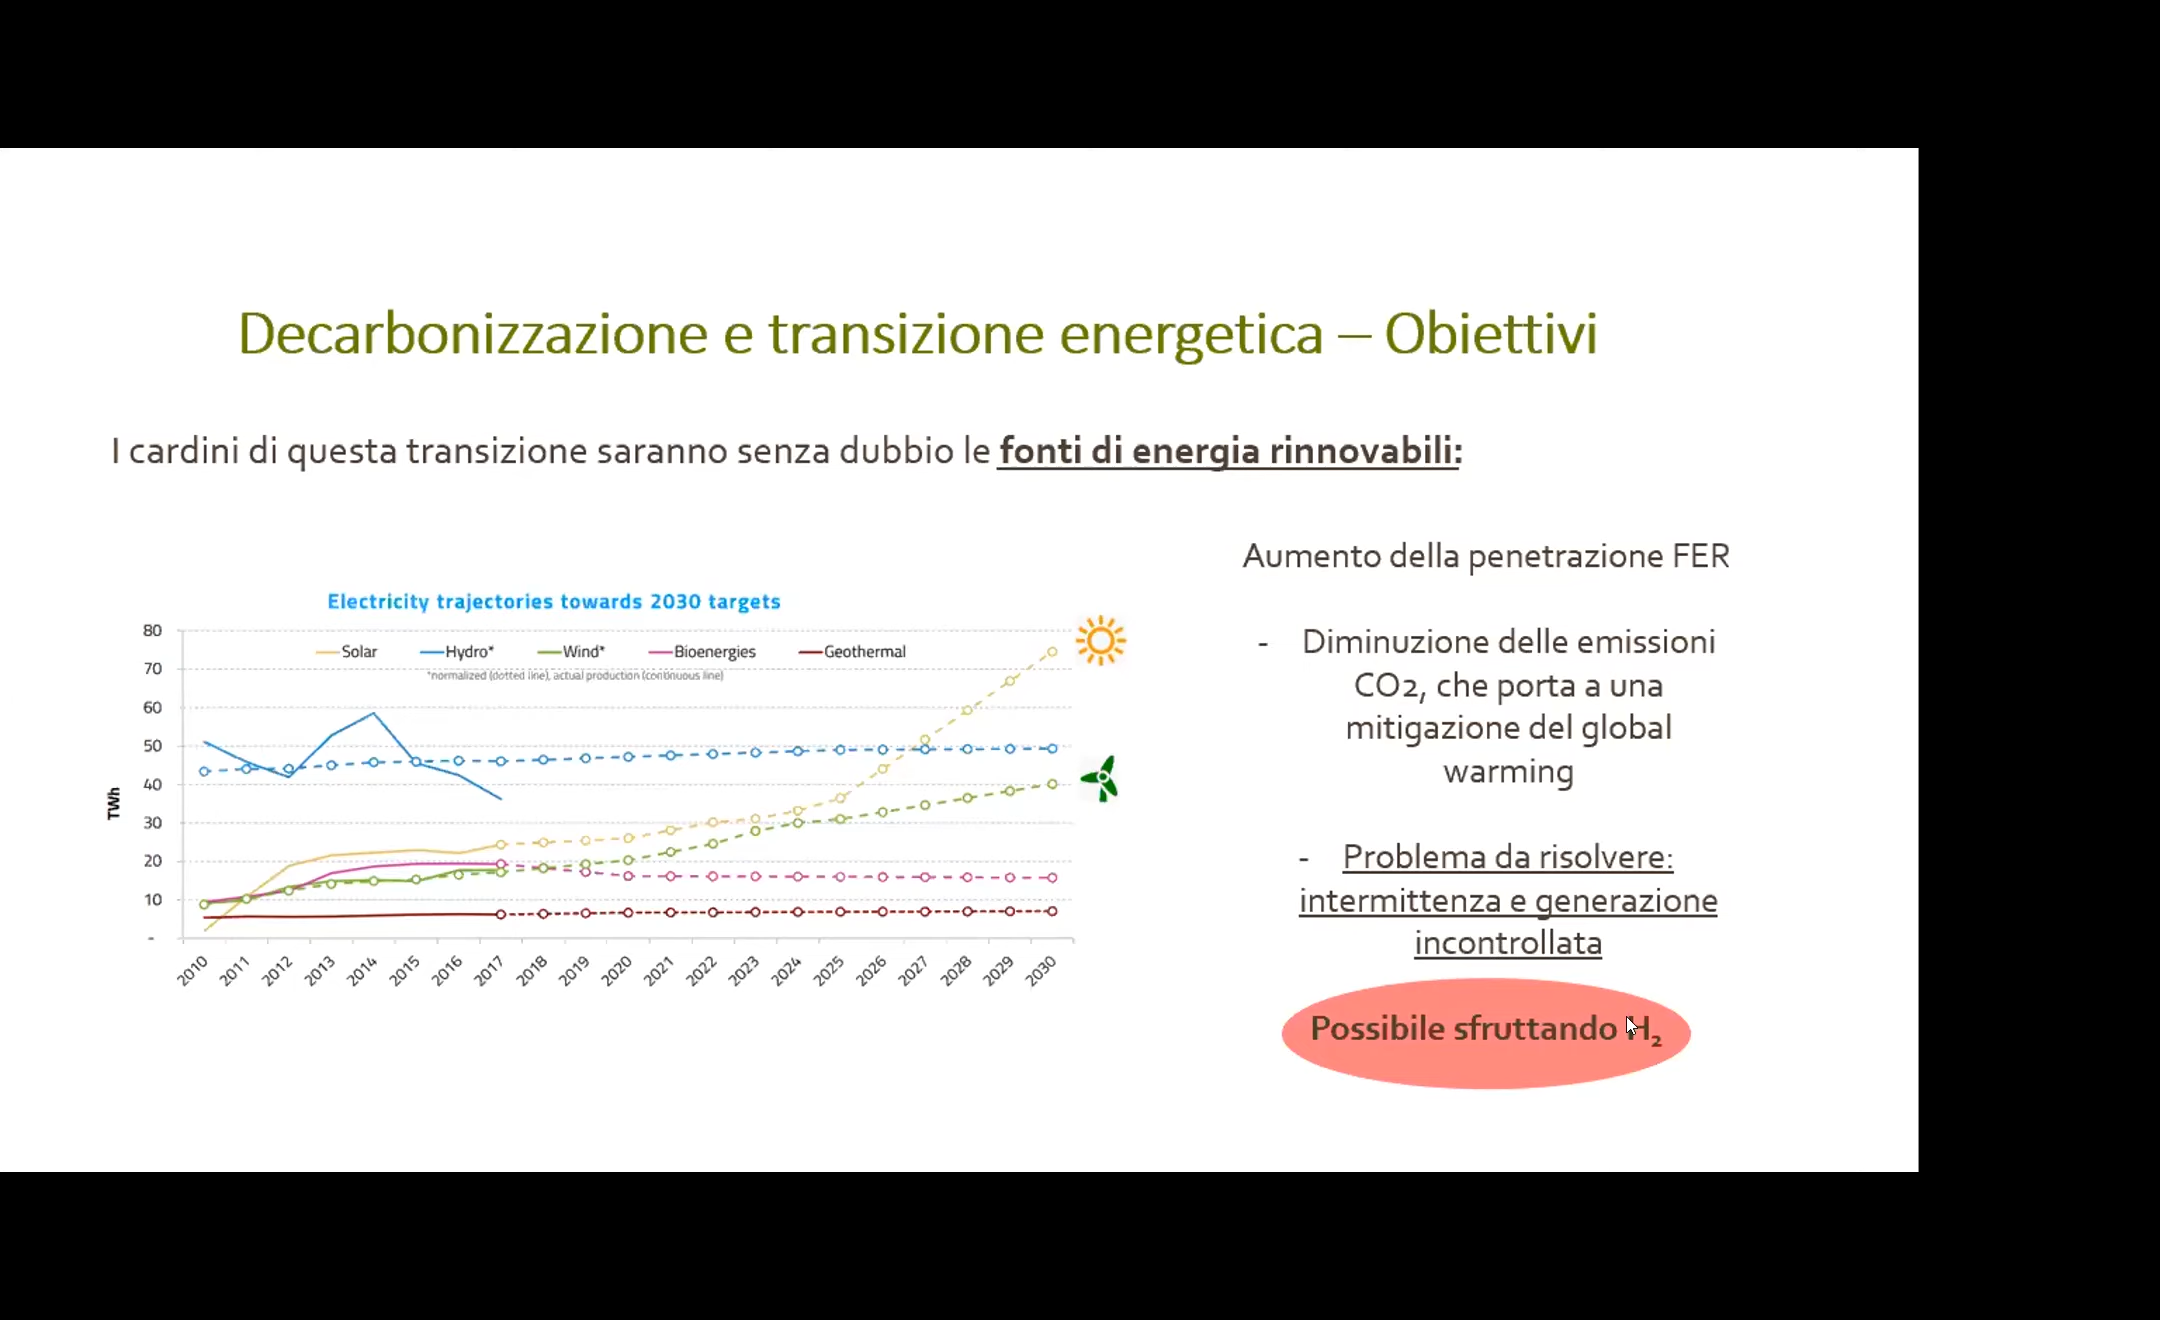 Decarbonizzazione e transizione energetica – Obiettivi
I cardini di questa transizione saranno senza dubbio le fonti di energia rinnovabili:
Electricity trajectories towards 2030 targets
80
70
60
50
40
30
20
10
-
TWh
Solar Hydro* Wind* Bioenergies Geothermal
*normalized (dotted line), actual production (continuous line)
2010 2011 2012 2013 2014 2015 2016 2017 2018 2019 2020 2021 2022 2023 2024 2025 2026 2027 2028 2029 2030
Aumento della penetrazione FER
- Diminuzione delle emissioni
CO2, che porta a una
mitigazione del global
warming
- Problema da risolvere:
intermittenza e generazione
incontrollata
Possibile sfruttando H₂